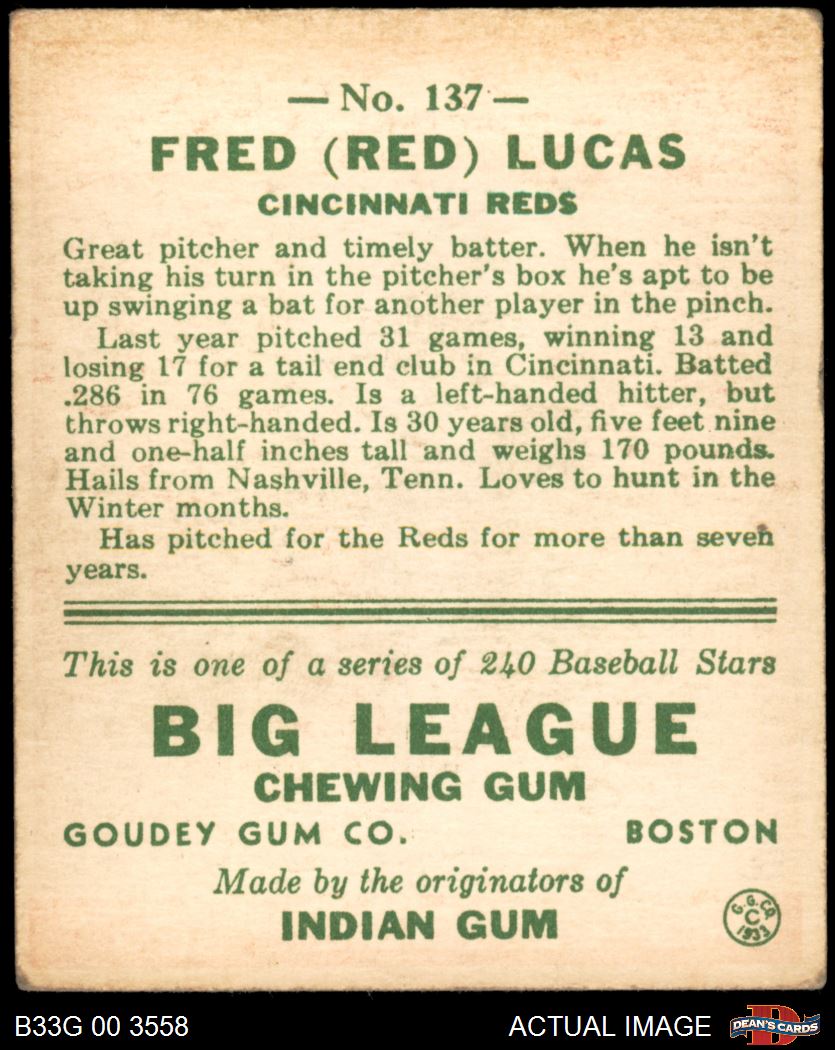 — No. 137 —
FRED (RED) LUCAS
CINCINNATI REDS
Great pitcher and timely batter. When he isn't
taking his turn in the pitcher's box he's apt to be
up swinging a bat for another player in the pinch.
Last year pitched 31 games, winning 13 and
losing 17 for a tail end club in Cincinnati. Batted
.286 in 76 games. Is a left-handed hitter, but
throws right-handed. Is 30 years old, five feet nine
and one-half inches tall and weighs 170 pounds.
Hails from Nashville, Tenn. Loves to hunt in the
Winter months.
Has pitched for the Reds for more than seven
years.
This is one of a series of 240 Baseball Stars
BIG LEAGUE
CHEWING GUM
GOUDEY GUM CO. BOSTON
Made by the originators of
INDIAN GUM
G.G.CO.
C
1933
B33G 00 3558 ACTUAL IMAGE
D
DEAN'S CARDS